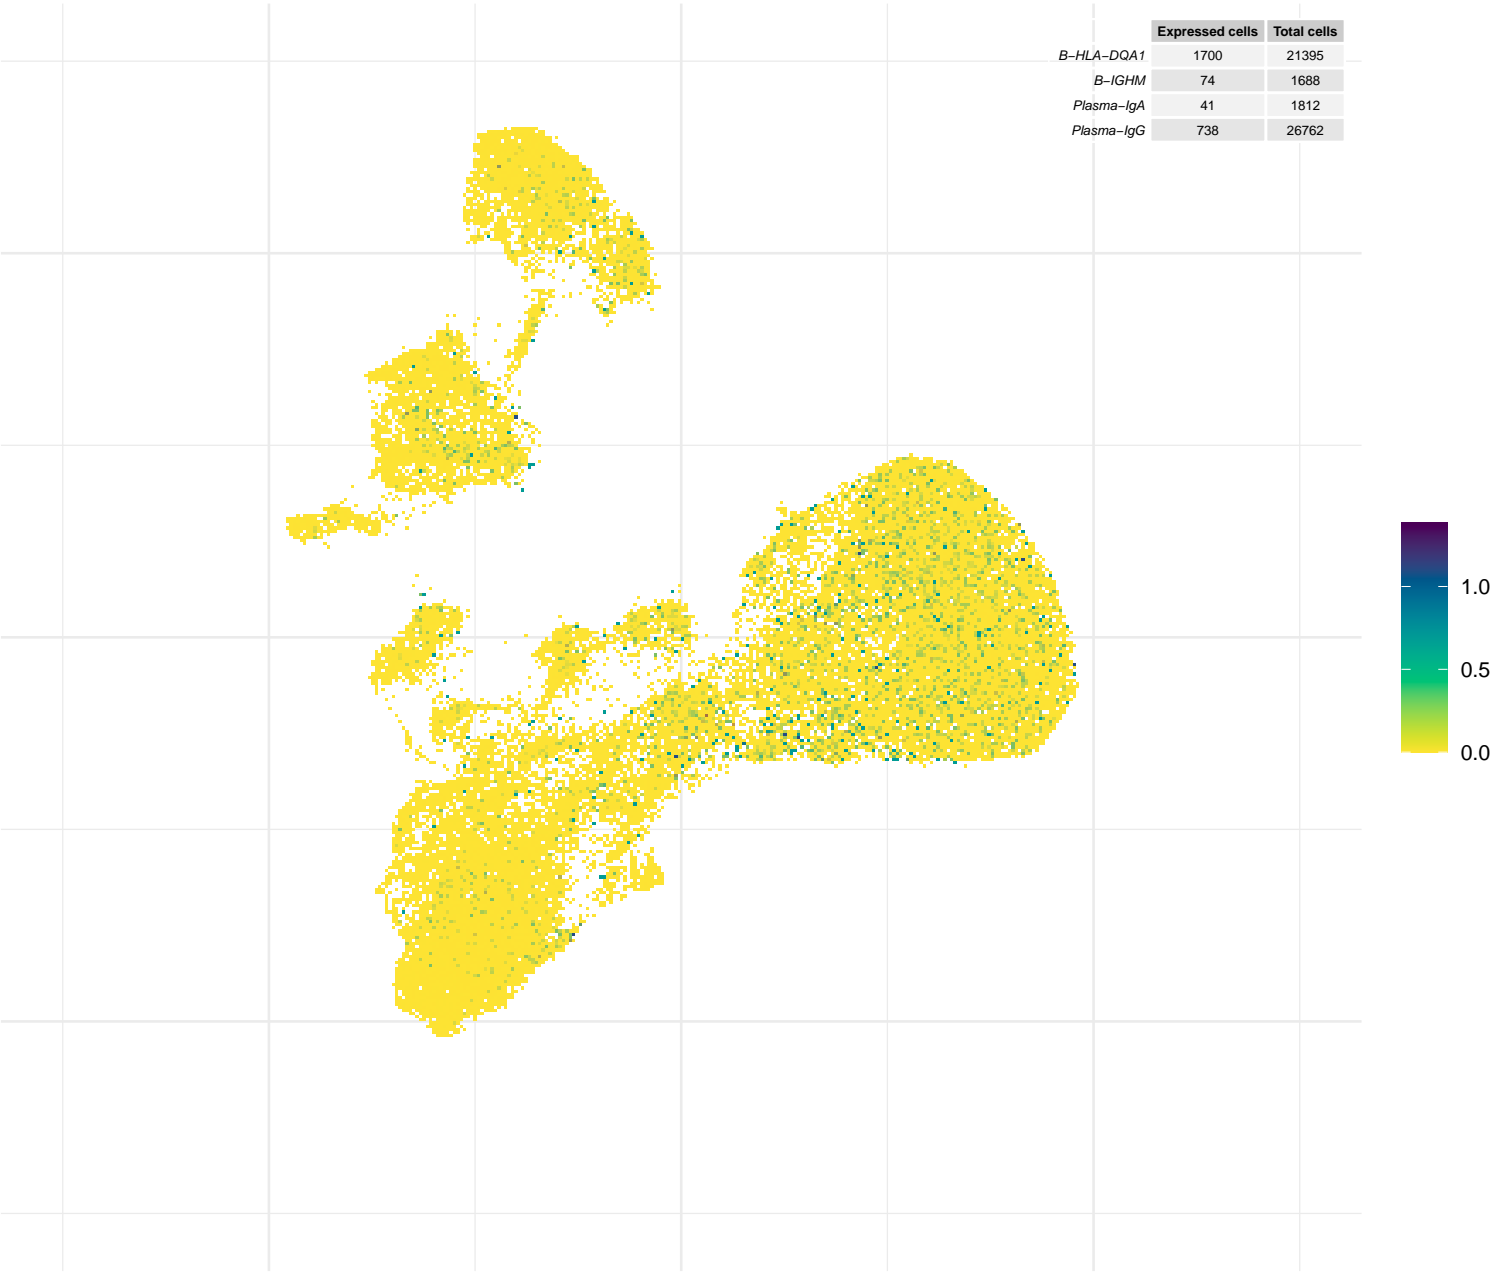 Expressed cells Total cells
B−HLA−DQA1 1700 21395
B−IGHM 74 1688
Plasma−IgA 41 1812
Plasma−IgG 738 26762
1.0
0.5
0.0